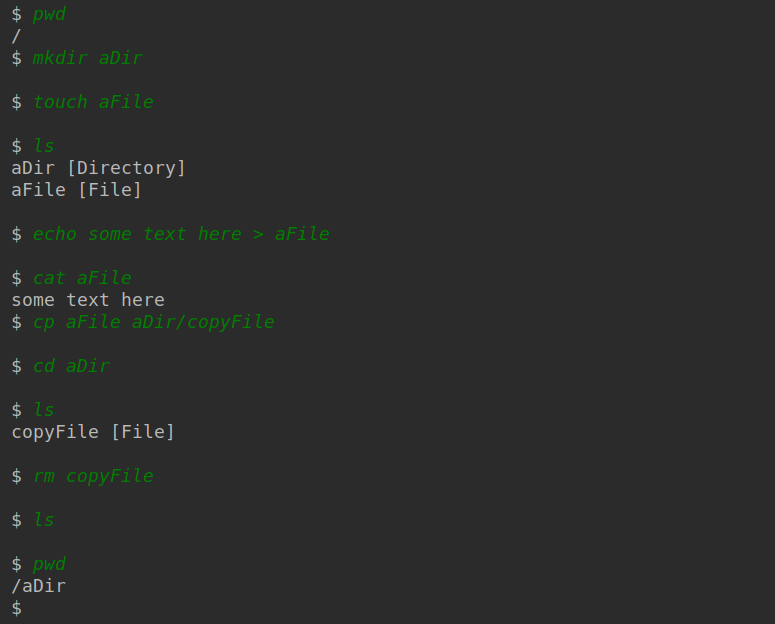 $ pwd
/
$ mkdir aDir
$ touch aFile
$ ls
aDir [Directory]
aFile [File]
$ echo some text here > aFile
$ cat aFile
some text here
$ cp aFile aDir/copyFile
$ cd aDir
$ ls
copyFile [File]
$ rm copyFile
$ ls
$ pwd
/aDir
$